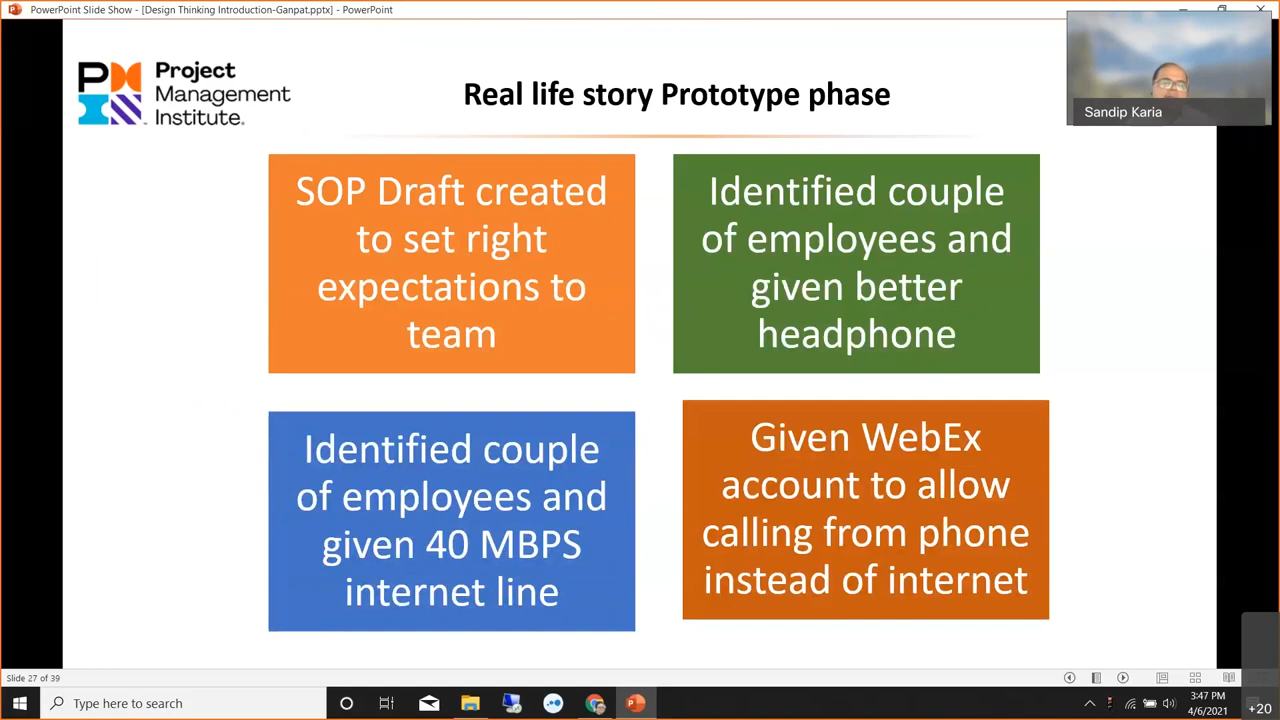 PowerPoint Slide Show - [Design Thinking Introduction-Ganpat.pptx] - PowerPoint
Project
Management
Institute.
Real life story Prototype phase
Sandip Karia
SOP Draft created
to set right
expectations to
team
Identified couple
of employees and
given better
headphone
Identified couple
of employees and
given 40 MBPS
internet line
Given WebEx
account to allow
calling from phone
instead of internet
Slide 27 of 39
Type here to search
3:47 PM
4/6/2021
+20